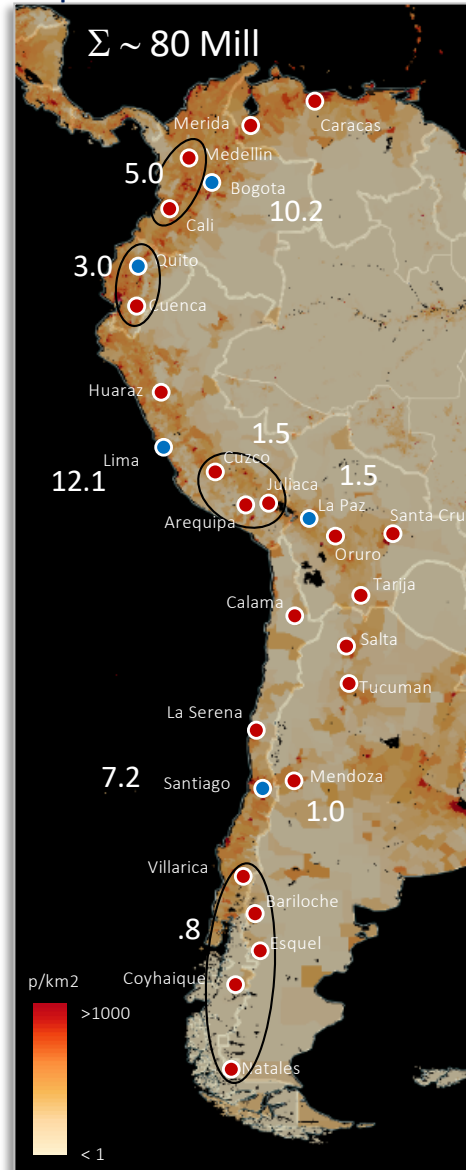 Σ ~ 80 Mill
Merida
Caracas
Medellin
5.0
Bogota
10.2
Cali
3.0
Quito
Cuenca
Huaraz
1.5
Lima
Cuzco
1.5
12.1
Juliaca
La Paz
Arequipa
Santa Cru
Oruro
Tarija
Calama
Salta
Tucuman
La Serena
7.2
Santiago
Mendoza
1.0
Villarica
Bariloche
.8
Esquel
p/km2
Coyhaique
>1000
Natales
< 1